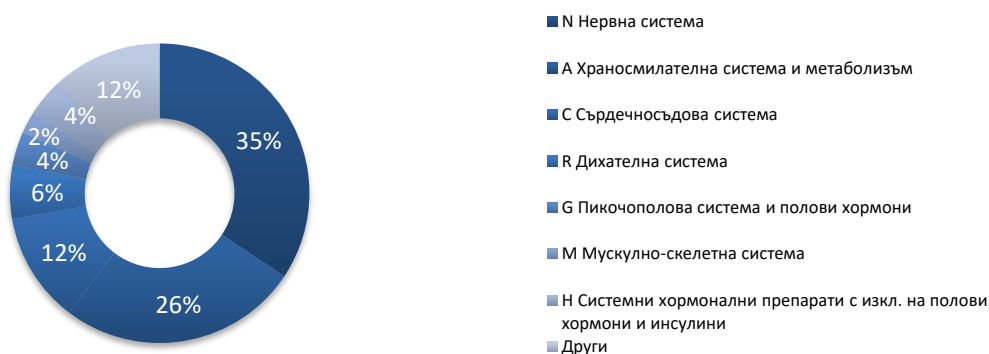 35%
26%
12%
6%
4%
2%
4%
12%
N Нервна система
A Храносмилателна система и метаболизъм
C Сърдечносъдова система
R Дихателна система
G Пикочополова система и полови хормони
M Мускулно-скелетна система
H Системни хормонални препарати с изкл. на полови
хормони и инсулини
Други